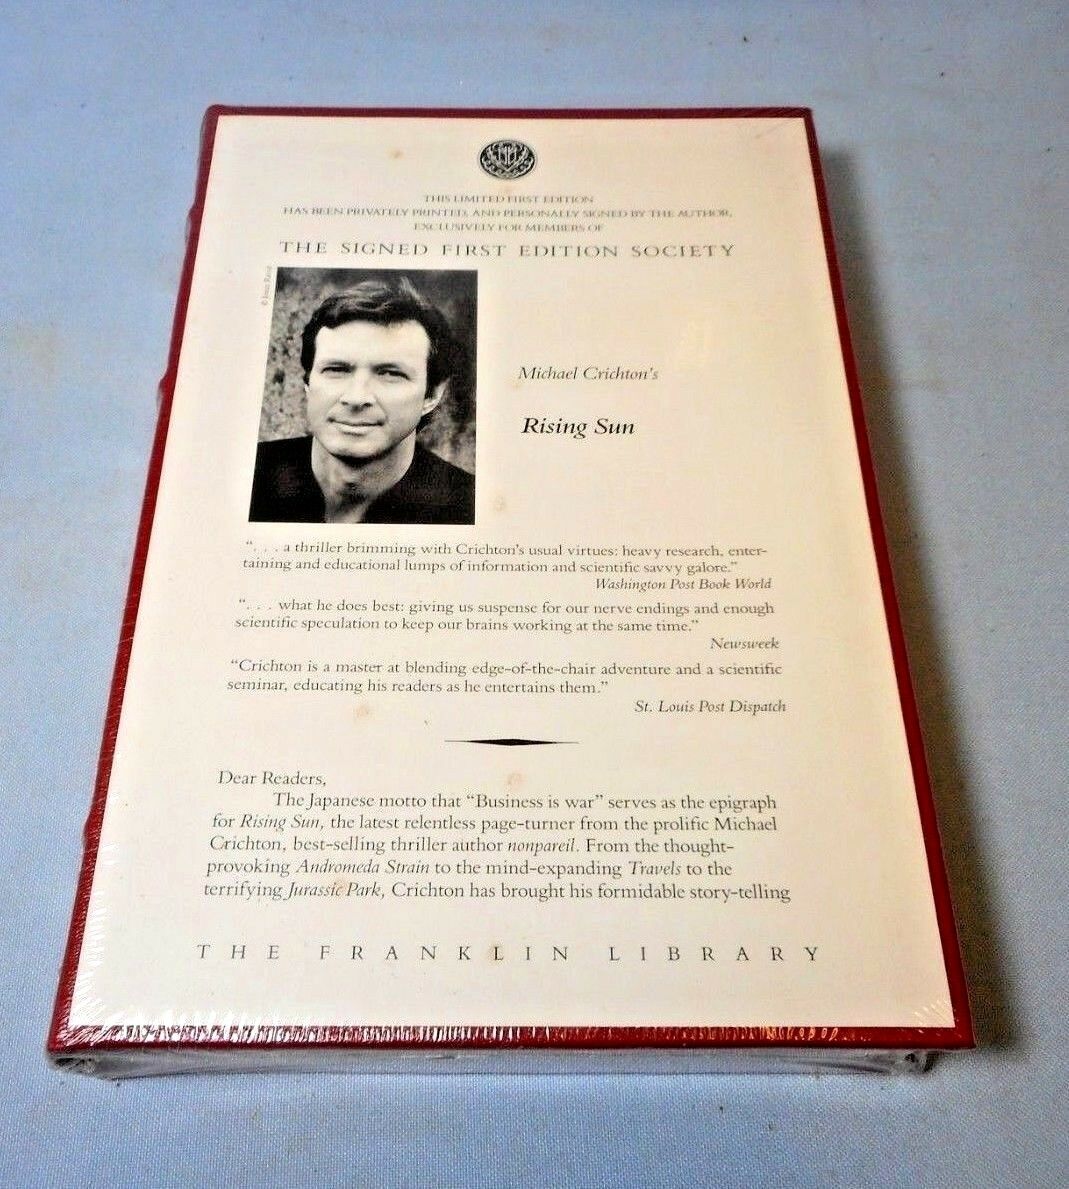 THIS LIMITED FIRST EDITION
HAS BEEN PRIVATELY PRINTED, AND PERSONALLY SIGNED BY THE AUTHOR,
EXCLUSIVELY FOR MEMBERS OF
THE SIGNED FIRST EDITION SOCIETY
Michael Crichton's
Rising Sun
". . . a thriller brimming with Crichton's usual virtues: heavy research, enter-
taining and educational lumps of information and scientific savvy galore."
Washington Post Book World
". . . what he does best: giving us suspense for our nerve endings and enough
scientific speculation to keep our brains working at the same time."
Newsweek
"Crichton is a master at blending edge-of-the-chair adventure and a scientific
seminar, educating his readers as he entertains them."
St. Louis Post Dispatch
Dear Readers,
The Japanese motto that "Business is war" serves as the epigraph
for Rising Sun, the latest relentless page-turner from the prolific Michael
Crichton, best-selling thriller author nonpareil. From the thought-
provoking Andromeda Strain to the mind-expanding Travels to the
terrifying Jurassic Park, Crichton has brought his formidable story-telling
THE FRANKLIN LIBRARY